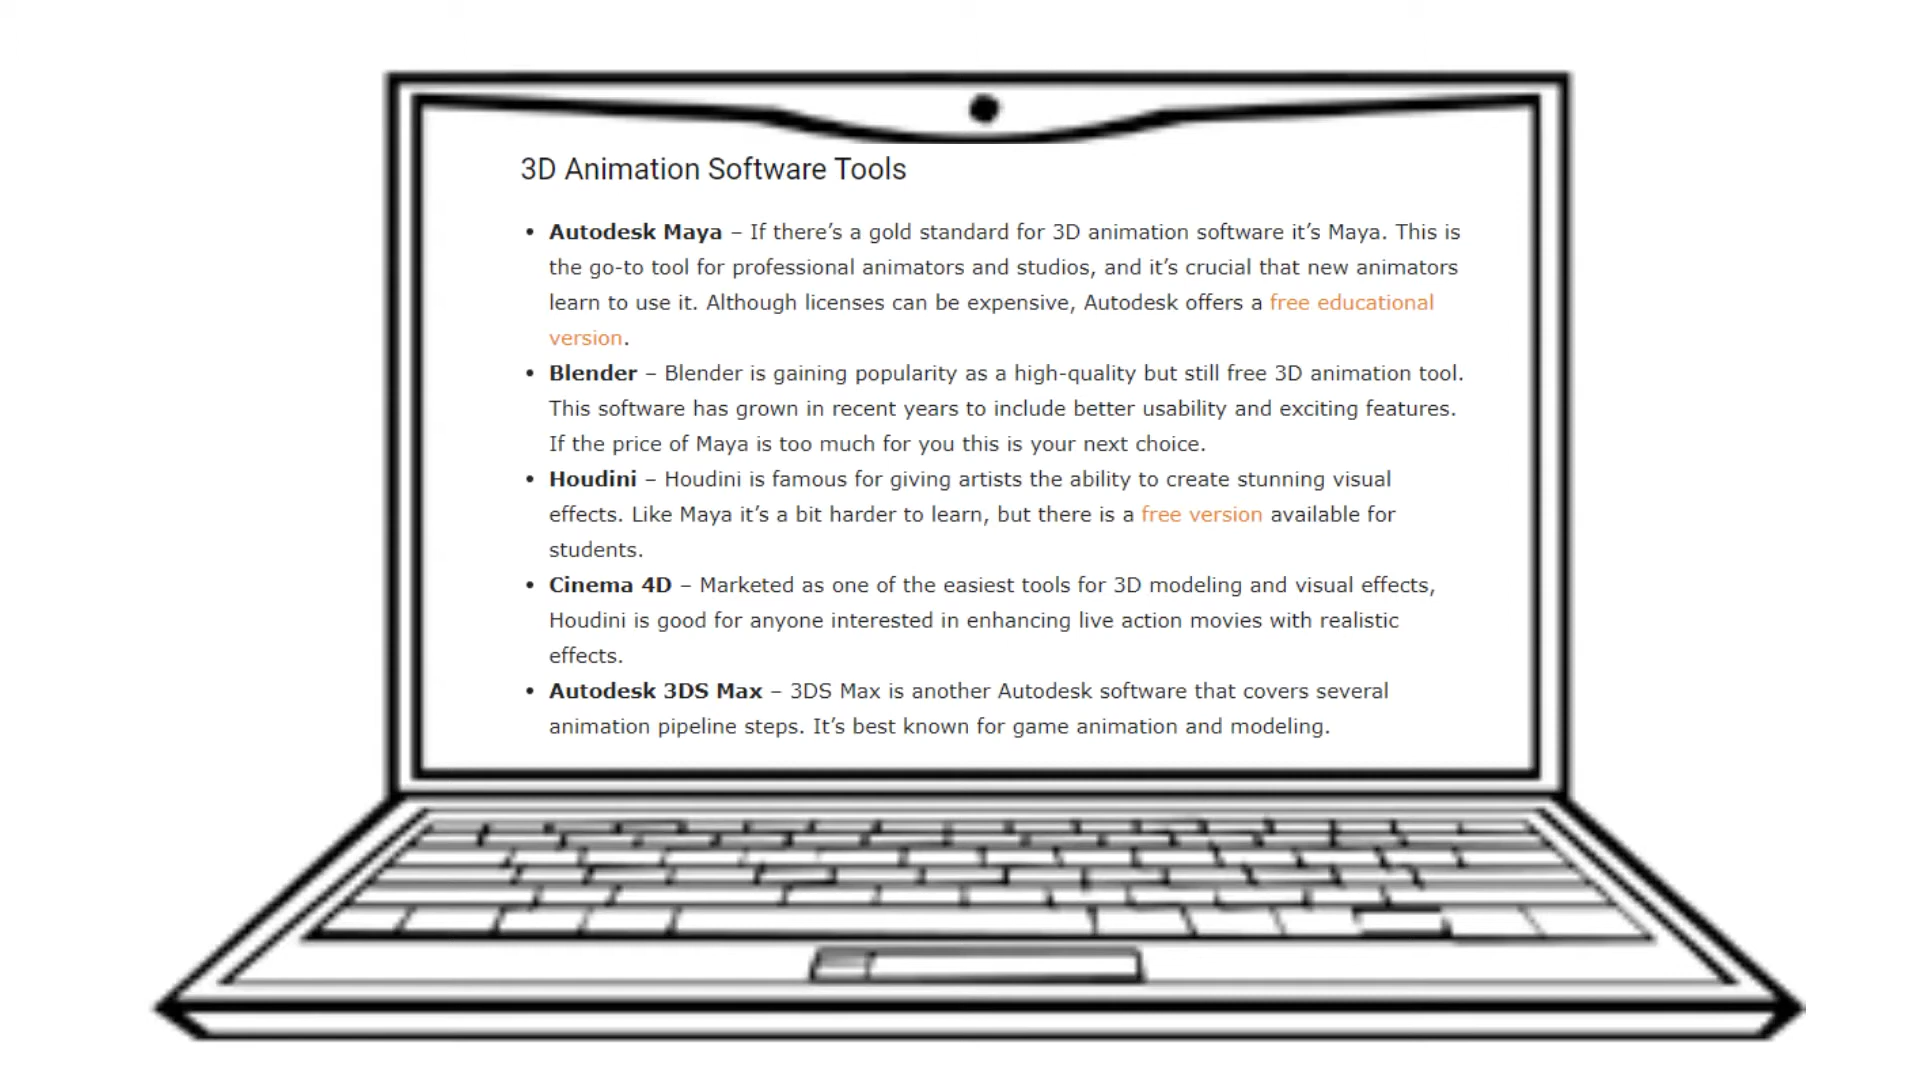 3D Animation Software Tools
• Autodesk Maya – If there’s a gold standard for 3D animation software it’s Maya. This is
the go-to tool for professional animators and studios, and it’s crucial that new animators
learn to use it. Although licenses can be expensive, Autodesk offers a free educational
version.
• Blender – Blender is gaining popularity as a high-quality but still free 3D animation tool.
This software has grown in recent years to include better usability and exciting features.
If the price of Maya is too much for you this is your next choice.
• Houdini – Houdini is famous for giving artists the ability to create stunning visual
effects. Like Maya it’s a bit harder to learn, but there is a free version available for
students.
• Cinema 4D – Marketed as one of the easiest tools for 3D modeling and visual effects,
Houdini is good for anyone interested in enhancing live action movies with realistic
effects.
• Autodesk 3DS Max – 3DS Max is another Autodesk software that covers several
animation pipeline steps. It’s best known for game animation and modeling.